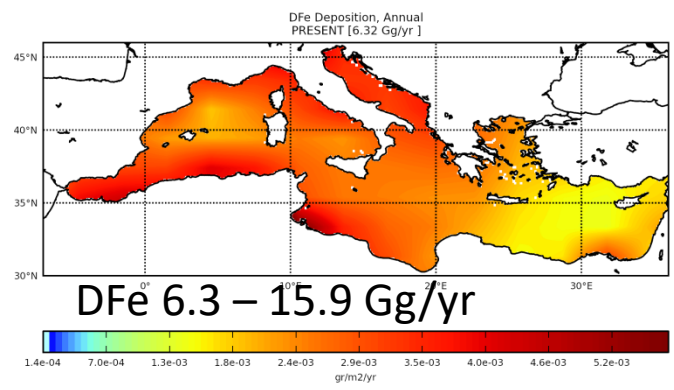 DFe Deposition, Annual
PRESENT [6.32 Gg/yr ]
45°N
40°N
35°N
30°N
0°
10°E
20°E
30°E
DFe 6.3 – 15.9 Gg/yr
1.4e-04 7.0e-04 1.3e-03 1.8e-03 2.4e-03 2.9e-03 3.5e-03 4.0e-03 4.6e-03 5.2e-03
gr/m2/yr